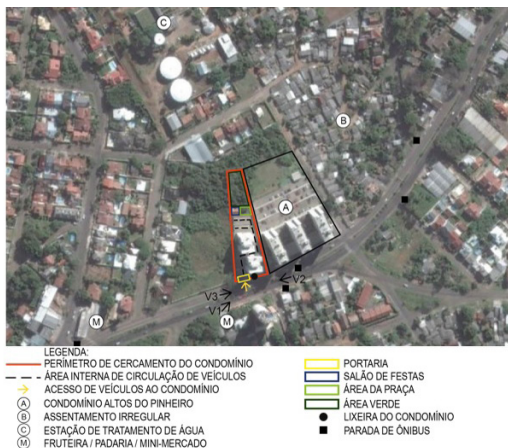 C
B
A
V3
V2
V1
M
M
LEGENDA:
PERÍMETRO DE CERCAMENTO DO CONDOMÍNIO
ÁREA INTERNA DE CIRCULAÇÃO DE VEÍCULOS
ACESSO DE VEÍCULOS AO CONDOMÍNIO
A CONDOMÍNIO ALTOS DO PINHEIRO
B ASSENTAMENTO IRREGULAR
C ESTAÇÃO DE TRATAMENTO DE ÁGUA
M FRUTEIRA / PADARIA / MINI-MERCADO
PORTARIA
SALÃO DE FESTAS
ÁREA DA PRAÇA
ÁREA VERDE
LIXEIRA DO CONDOMÍNIO
PARADA DE ÔNIBUS